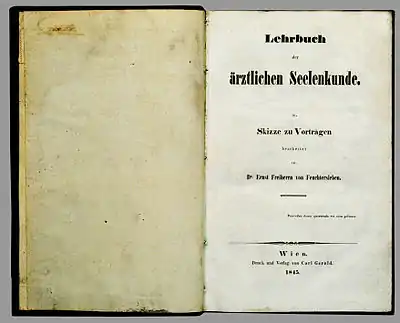 Lehrbuch
der
ärztlichen Seelenkunde.
Als
Skizze zu Vorträgen
bearbeitet
von
Dr Ernst Freiherrn von Feuchtersleben.
Wien.
Druck und Verlag von Carl Gerold.
1845.